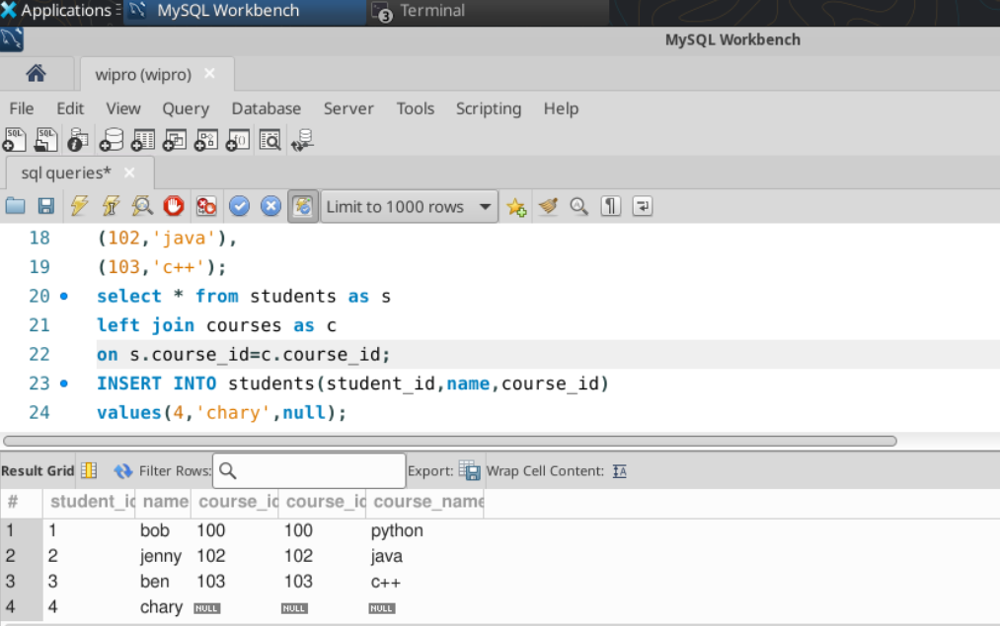 Applications
MySQL Workbench
3
Terminal
MySQL Workbench
wipro (wipro) ×
File Edit View Query Database Server Tools Scripting Help
sql queries* ×
Limit to 1000 rows
18 (102,'java'),
19 (103,'c++');
20 select * from students as s
21 left join courses as c
22 on s.course_id=c.course_id;
23 INSERT INTO students(student_id,name,course_id)
24 values(4,'chary',null);
Result Grid Filter Rows: Export: Wrap Cell Content:
# student_id name course_id course_id course_name
1 1 bob 100 100 python
2 2 jenny 102 102 java
3 3 ben 103 103 c++
4 4 chary NULL NULL NULL